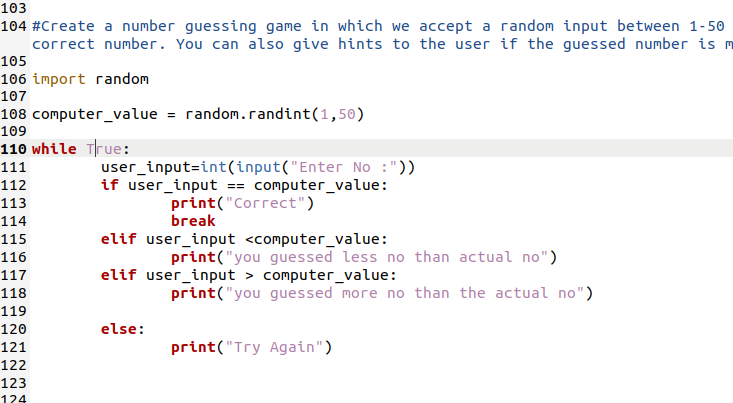 103
104 #Create a number guessing game in which we accept a random input between 1-50
correct number. You can also give hints to the user if the guessed number is
105
106 import random
107
108 computer_value = random.randint(1,50)
109
110 while True:
111 user_input=int(input("Enter No :"))
112 if user_input == computer_value:
113 print("Correct")
114 break
115 elif user_input <computer_value:
116 print("you guessed less no than actual no")
117 elif user_input > computer_value:
118 print("you guessed more no than the actual no")
119
120 else:
121 print("Try Again")
122
123
124